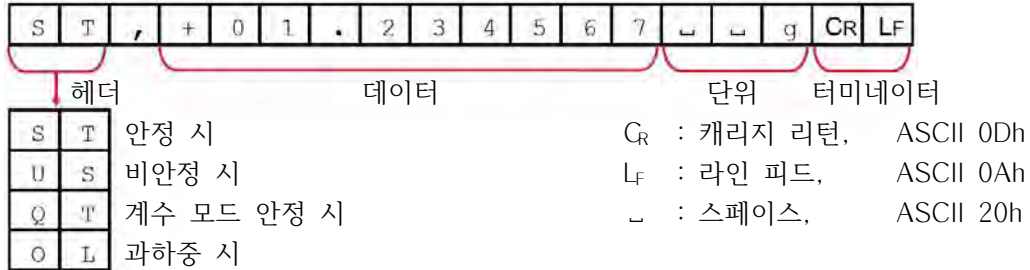 S T , + 0 1 . 2 3 4 5 6 7 ␣ ␣ g CR LF
헤더 데이터 단위 터미네이터
S T 안정 시 CR : 캐리지 리턴, ASCII 0Dh
U S 비안정 시 LF : 라인 피드, ASCII 0Ah
Q T 계수 모드 안정 시 ␣ : 스페이스, ASCII 20h
O L 과하중 시